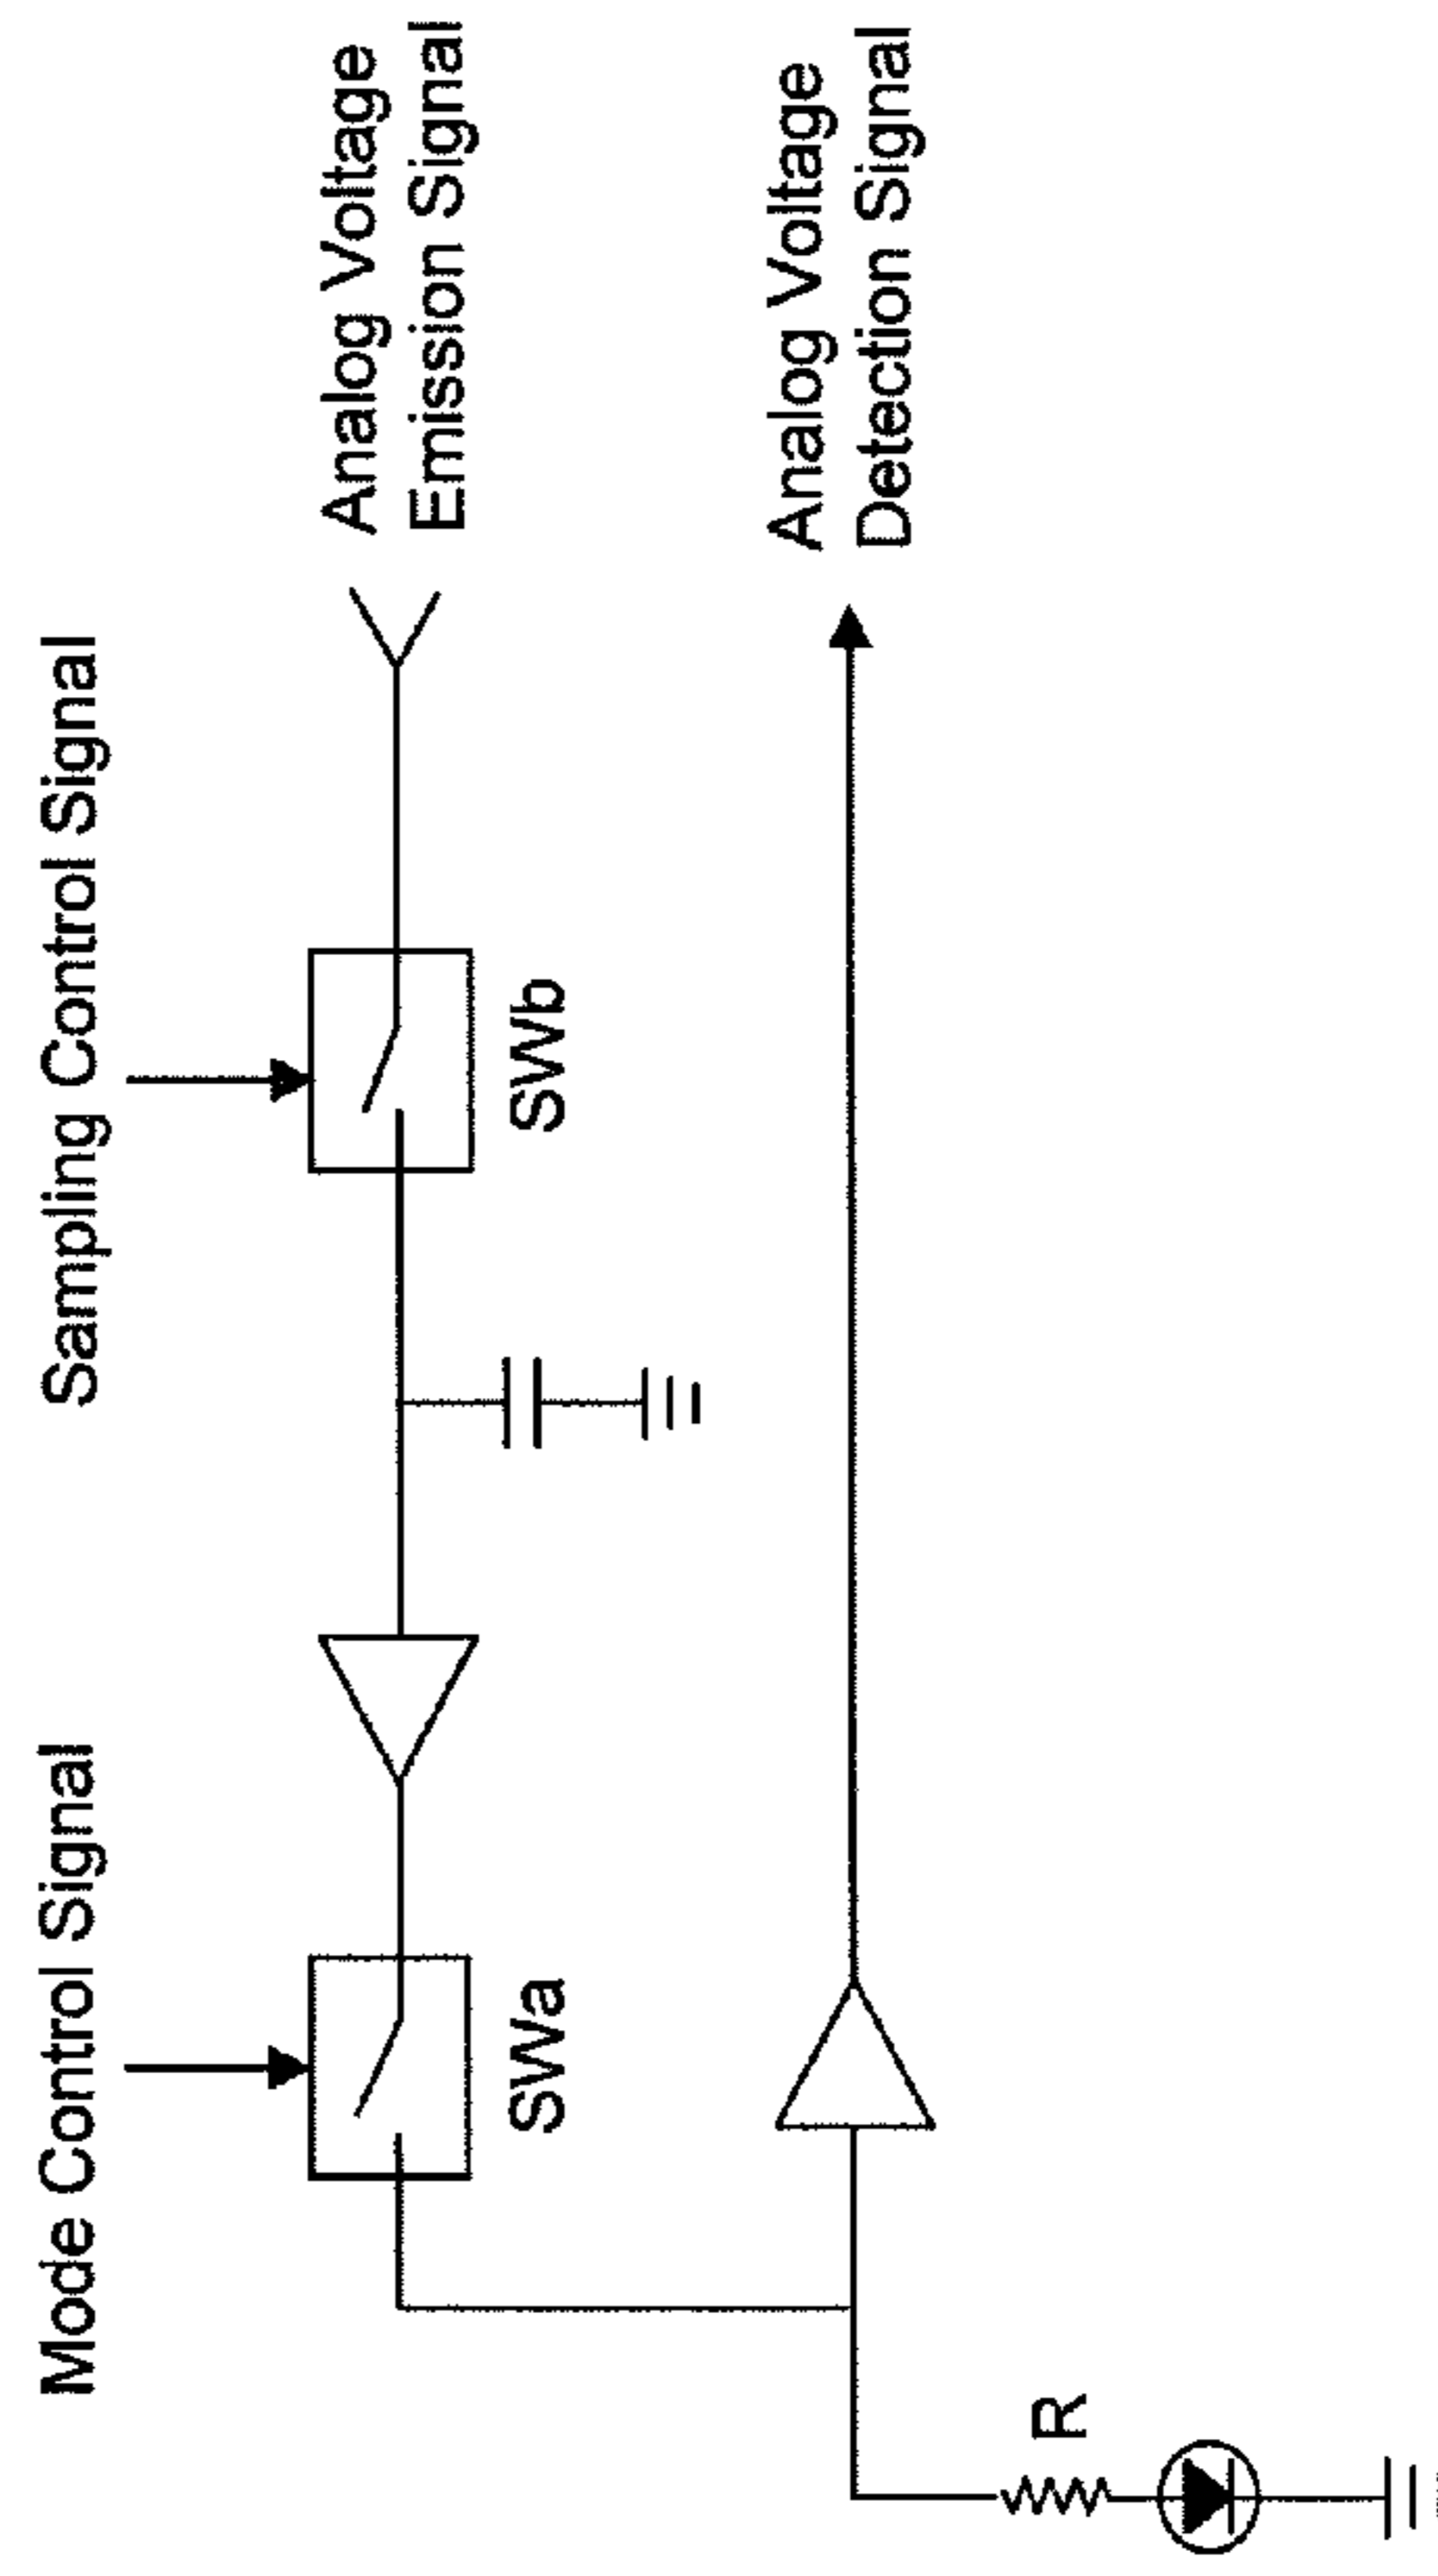 Mode Control Signal
Sampling Control Signal
SWa
SWb
Analog Voltage
Emission Signal
Analog Voltage
Detection Signal
R